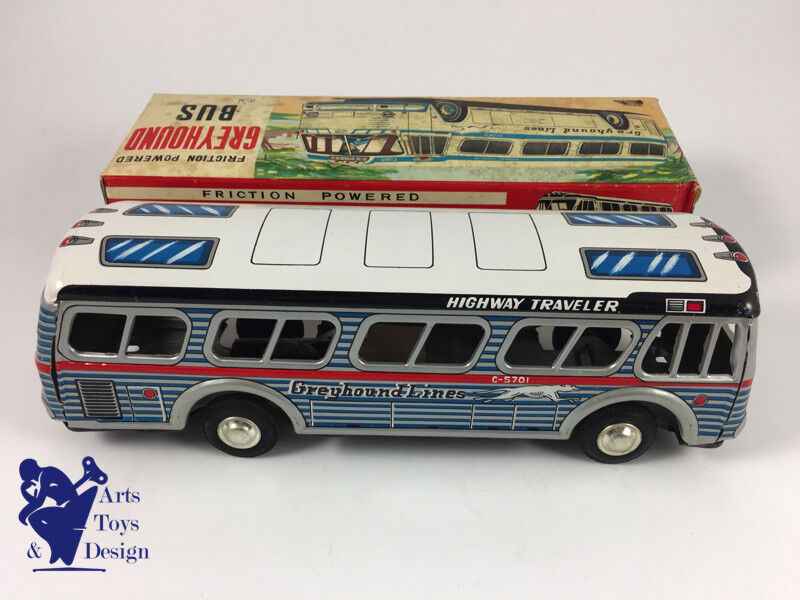 FRICTION POWERED
GREYHOUND
BUS
Greyhound Lines
FRICTION POWERED
HIGHWAY TRAVELER
C-5701
Greyhound Lines
Arts
Toys
& Design